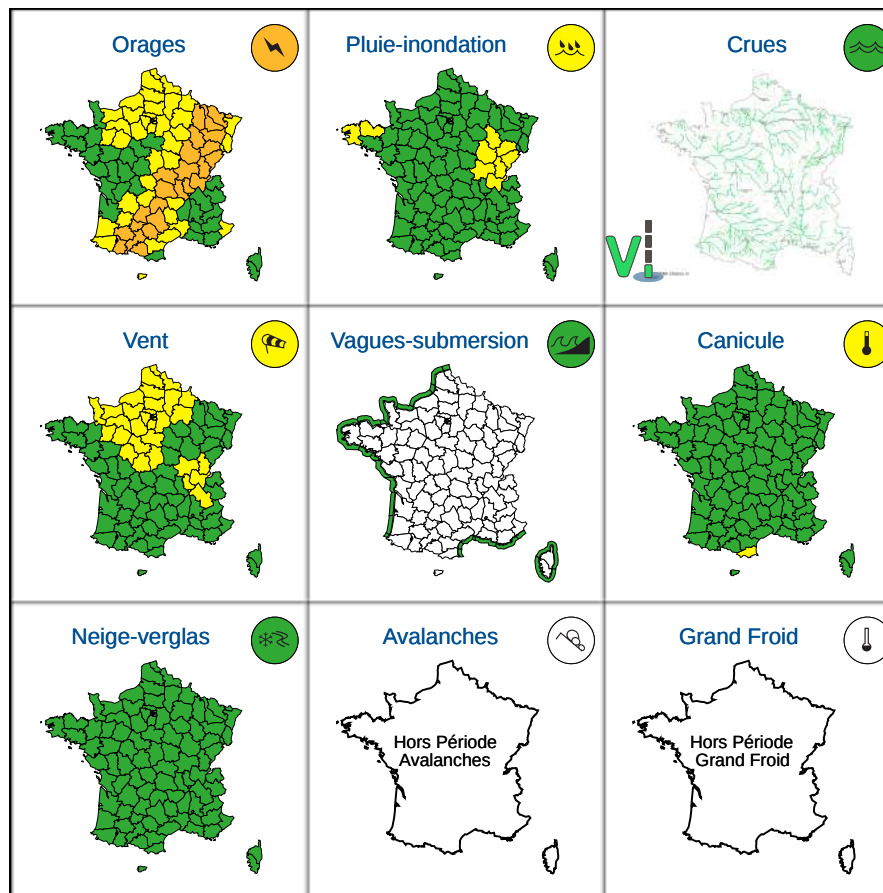 Orages
Pluie-inondation
Crues
Vi
Vent
Vagues-submersion
Canicule
Neige-verglas
Avalanches
Grand Froid
Hors Période
Avalanches
Hors Période
Grand Froid